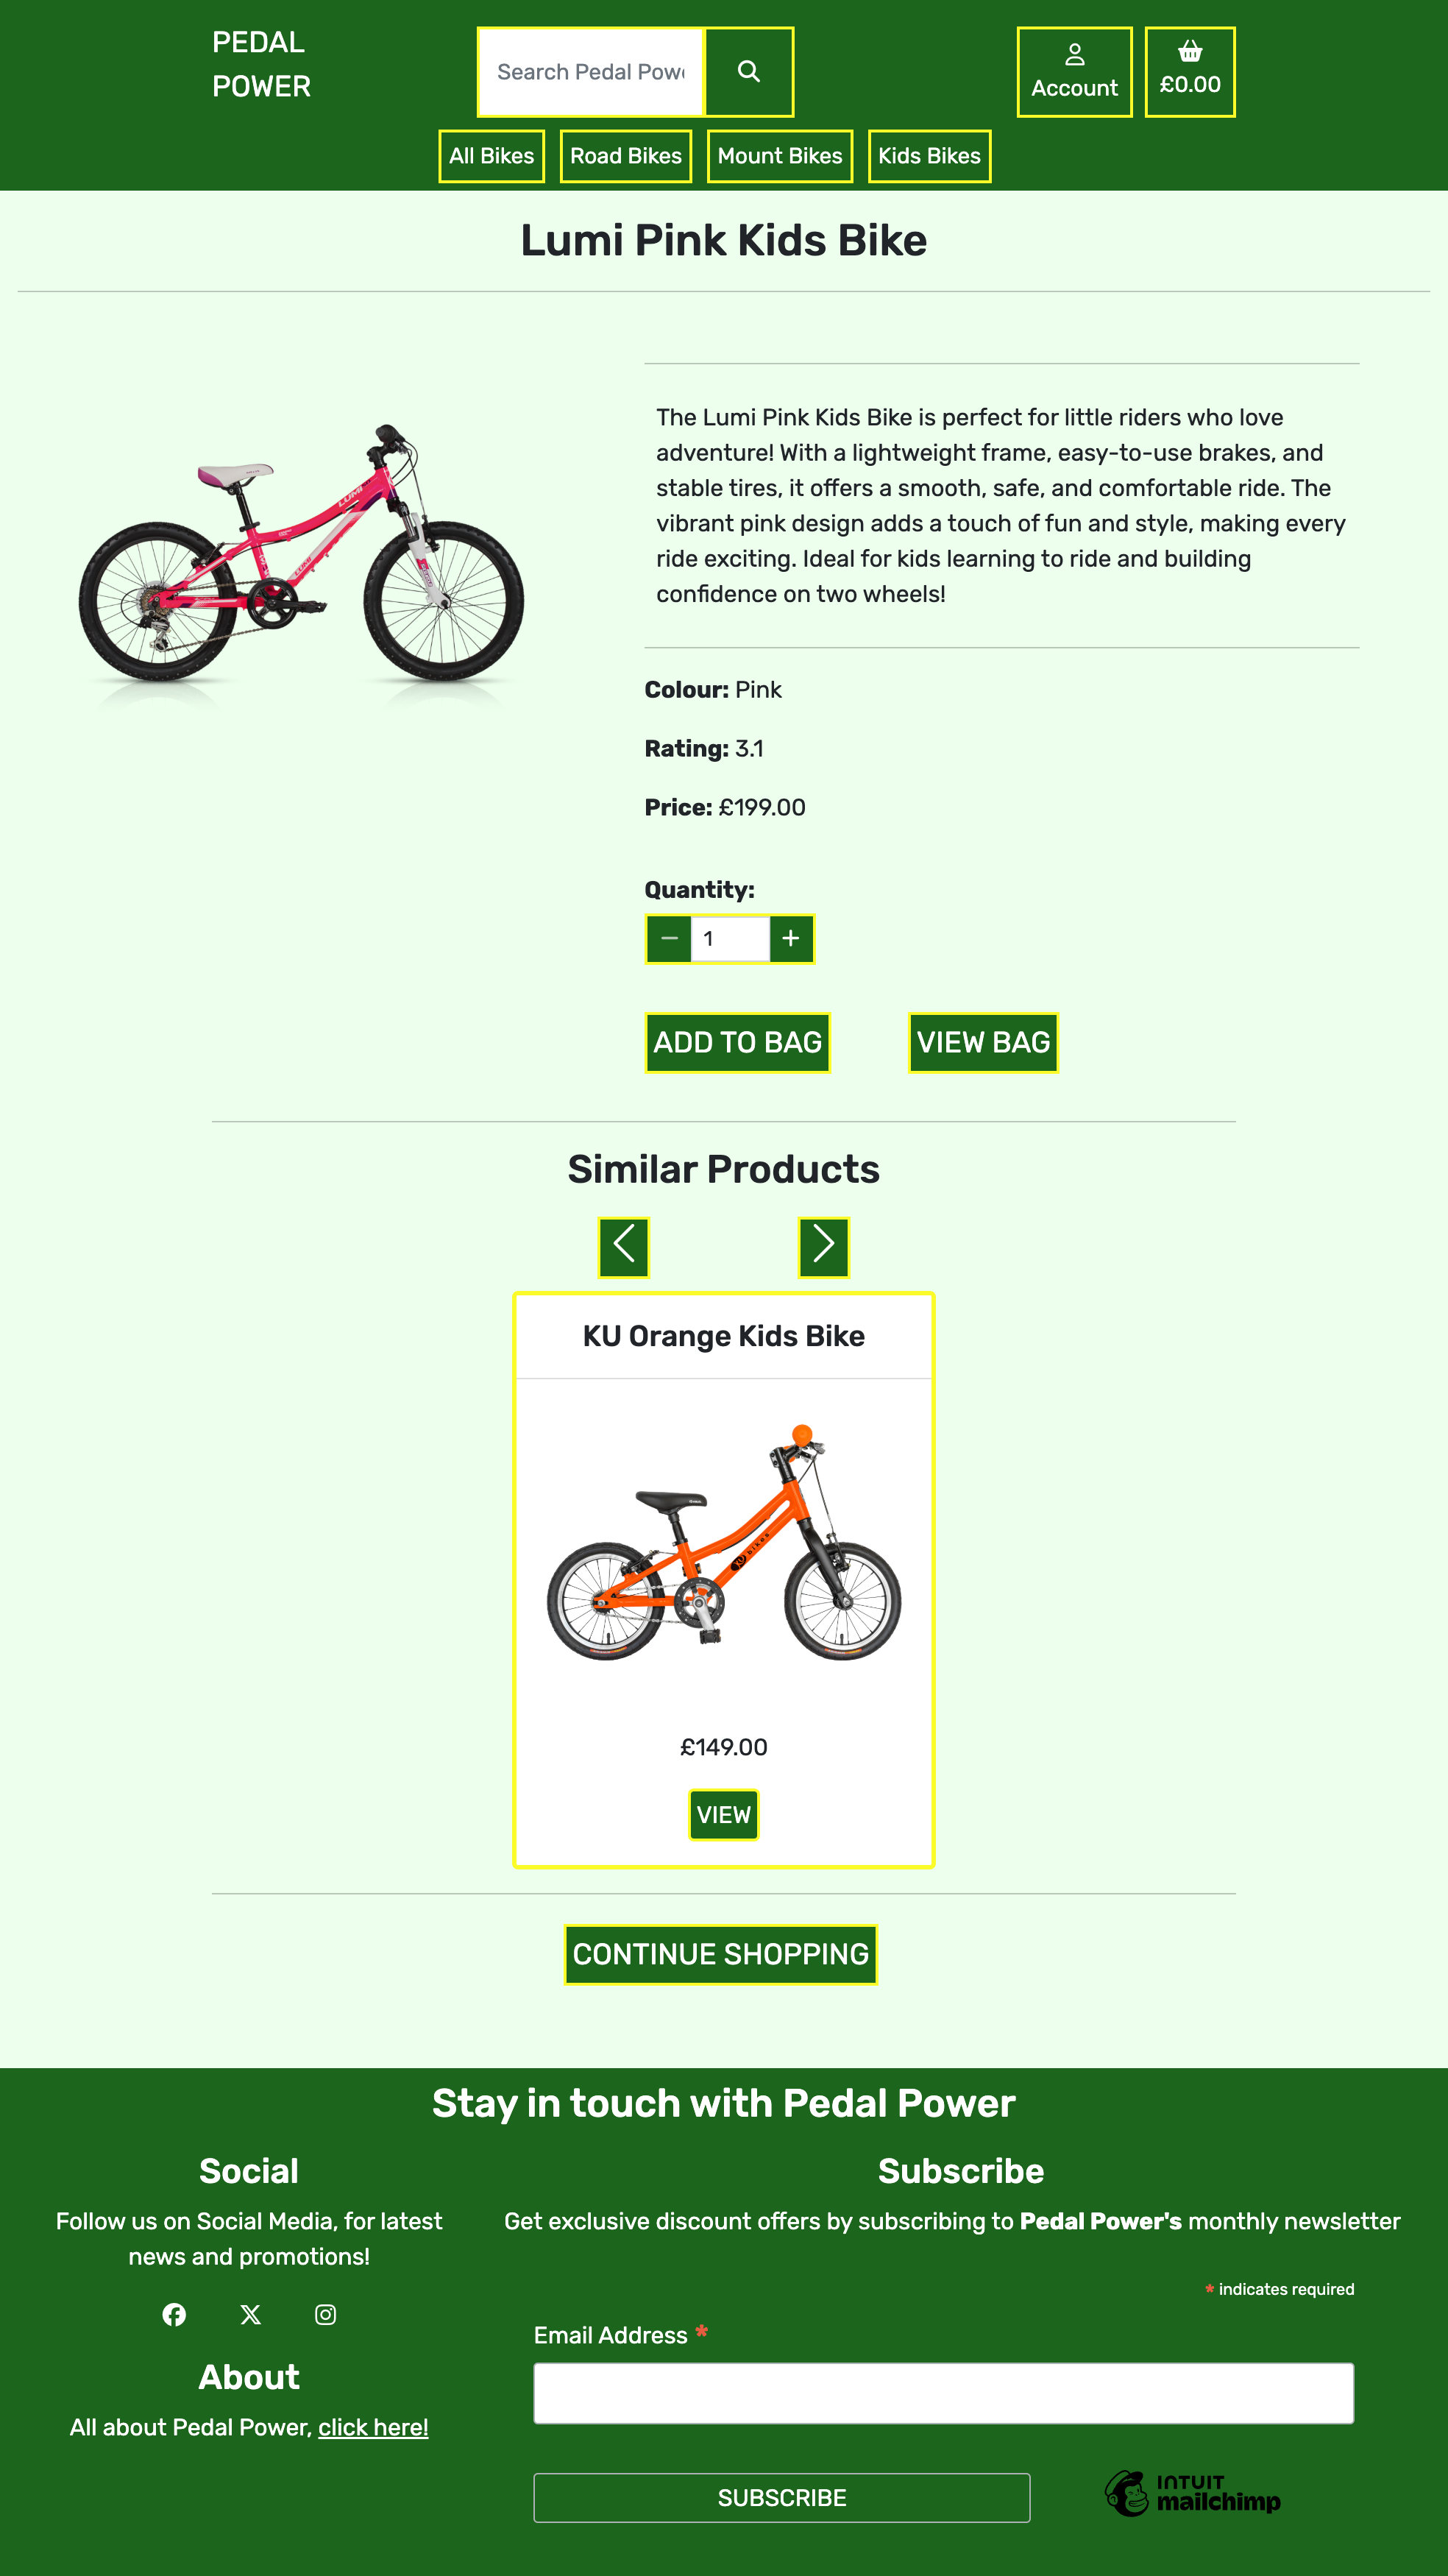 PEDAL
POWER
Search Pedal Powe
Account
£0.00
All Bikes
Road Bikes
Mount Bikes
Kids Bikes
Lumi Pink Kids Bike
The Lumi Pink Kids Bike is perfect for little riders who love
adventure! With a lightweight frame, easy-to-use brakes, and
stable tires, it offers a smooth, safe, and comfortable ride. The
vibrant pink design adds a touch of fun and style, making every
ride exciting. Ideal for kids learning to ride and building
confidence on two wheels!
LUMI
Colour: Pink
Rating: 3.1
Price: £199.00
Quantity:
1
ADD TO BAG
VIEW BAG
Similar Products
KU Orange Kids Bike
KU bikes
£149.00
VIEW
CONTINUE SHOPPING
Stay in touch with Pedal Power
Social
Follow us on Social Media, for latest
news and promotions!
About
All about Pedal Power, click here!
Subscribe
Get exclusive discount offers by subscribing to Pedal Power's monthly newsletter
* indicates required
Email Address *
SUBSCRIBE
INTUIT
mailchimp